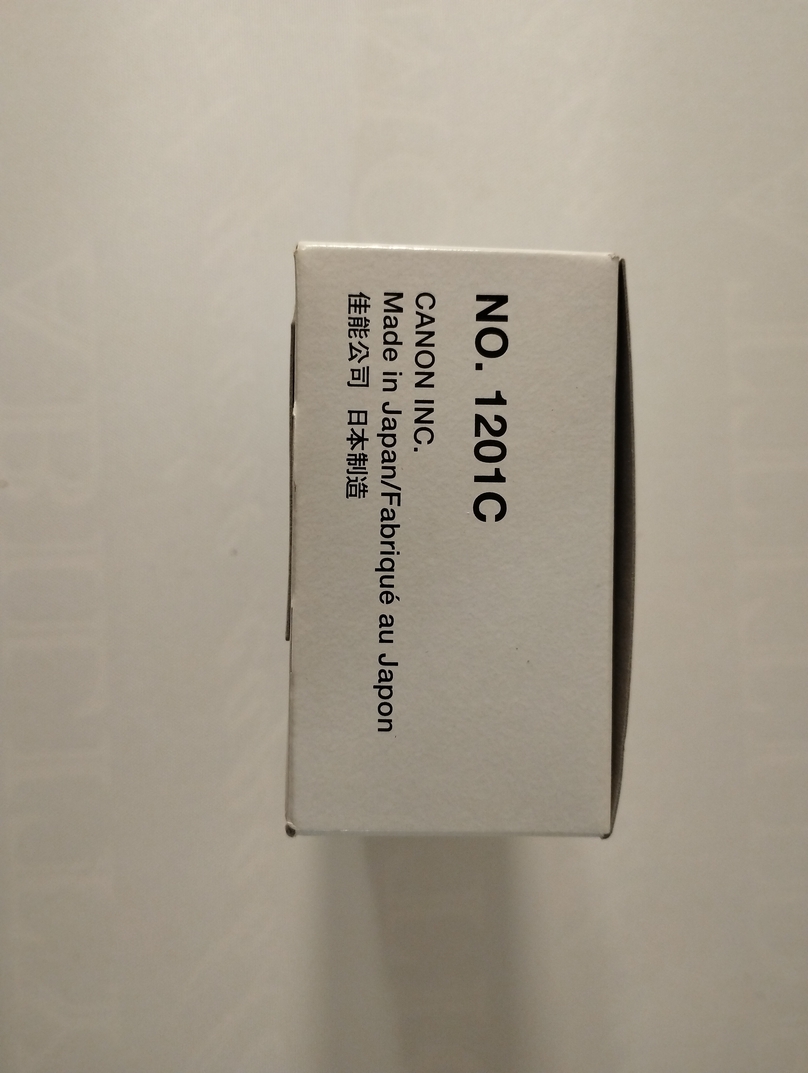 NO. 1201C
CANON INC.
Made in Japan/Fabriqué au Japon
佳能公司 日本制造